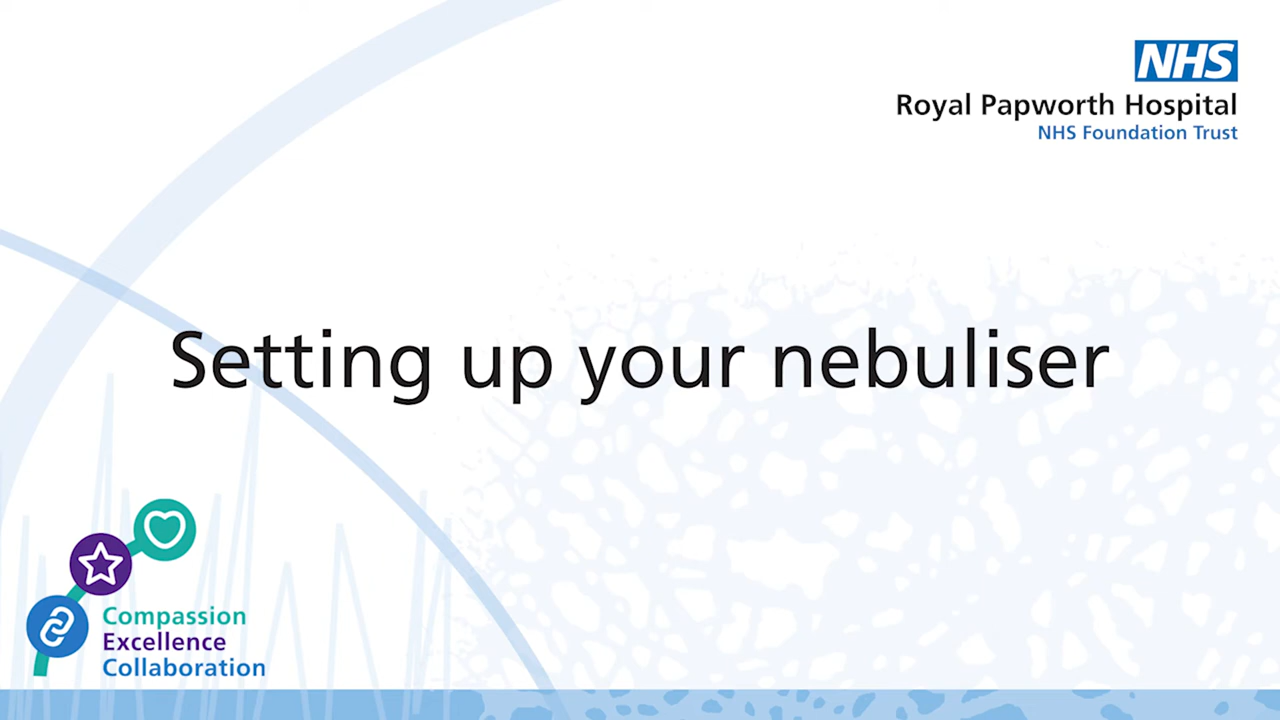 NHS
Royal Papworth Hospital
NHS Foundation Trust
Setting up your nebuliser
Compassion
Excellence
Collaboration